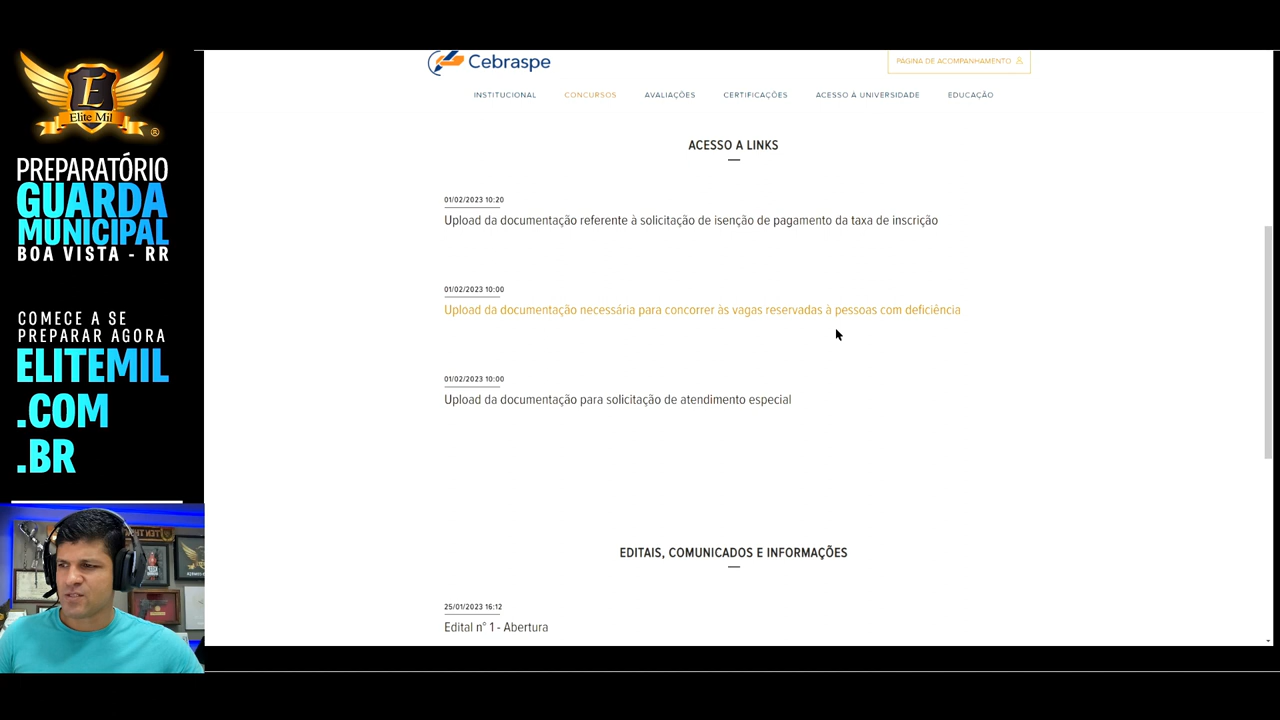 E
Elite Mil
®
PREPARATÓRIO
GUARDA
MUNICIPAL
BOA VISTA - RR
COMECE A SE
PREPARAR AGORA
ELITEMIL
.COM
.BR
Cebraspe
PÁGINA DE ACOMPANHAMENTO
INSTITUCIONAL CONCURSOS AVALIAÇÕES CERTIFICAÇÕES ACESSO A UNIVERSIDADE EDUCAÇÃO
ACESSO A LINKS
01/02/2023 10:20
Upload da documentação referente à solicitação de isenção de pagamento da taxa de inscrição
01/02/2023 10:00
Upload da documentação necessária para concorrer às vagas reservadas à pessoas com deficiência
01/02/2023 10:00
Upload da documentação para solicitação de atendimento especial
EDITAIS, COMUNICADOS E INFORMAÇÕES
25/01/2023 16:12
Edital n° 1 - Abertura